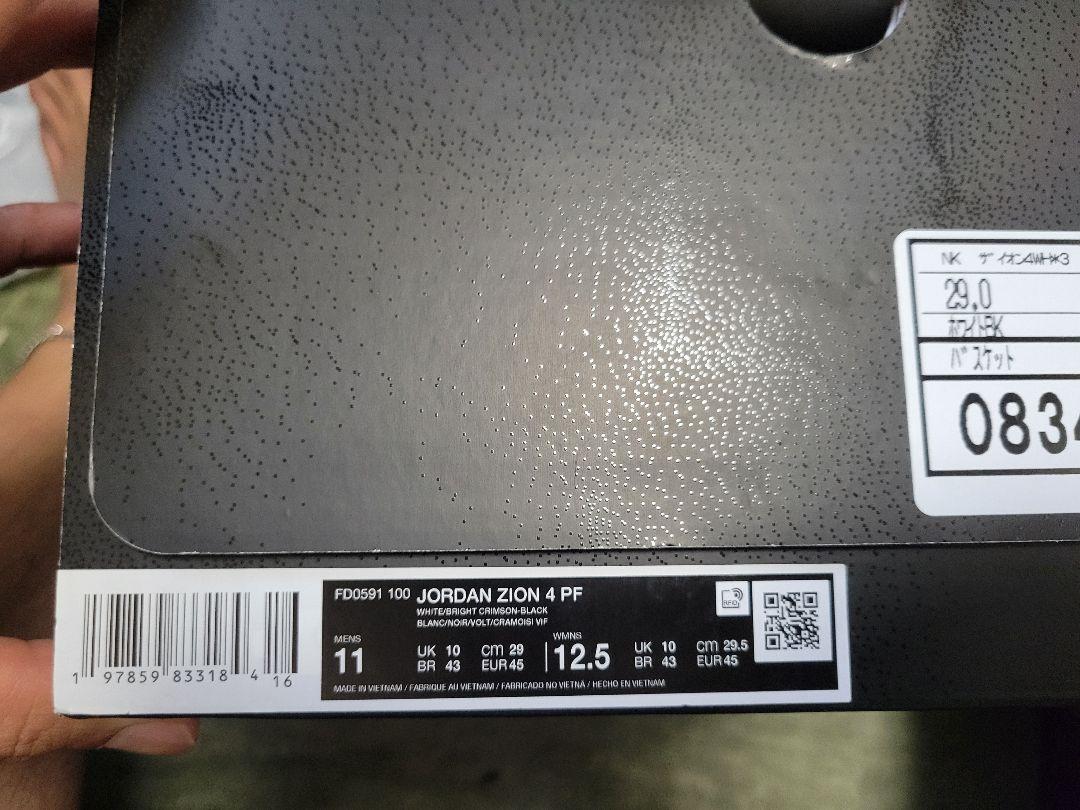 NK ザイオン4WH*3
29.0
ホワイトBK
バスケット
0834
FD0591 100 JORDAN ZION 4 PF
WHITE/BRIGHT CRIMSON-BLACK
BLANC/NOIR/VOLT/CRAMOISI VIF
MENS
11
UK 10 CM 29
BR 43 EUR 45
WMNS
12.5
UK 10 CM 29.5
BR 43 EUR 45
MADE IN VIETNAM / FABRIQUE AU VIETNAM / FABRICADO NO VIETNÃ / HECHO EN VIETNAM
RFID
1 97859 83318 4 16